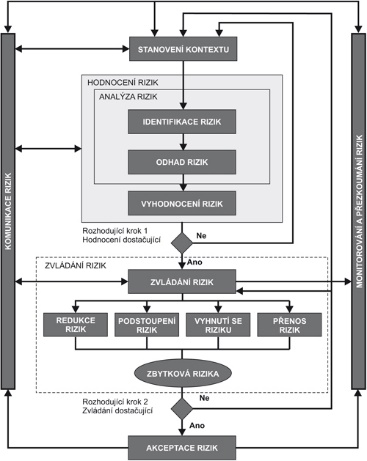 STANOVENÍ KONTEXTU
HODNOCENÍ RIZIK
ANALÝZA RIZIK
IDENTIFIKACE RIZIK
ODHAD RIZIK
VYHODNOCENÍ RIZIK
KOMUNIKACE RIZIK
MONITOROVÁNÍ A PŘEZKOUMÁNÍ RIZIK
Rozhodující krok 1
Hodnocení dostačující
Ne
Ano
ZVLÁDÁNÍ RIZIK
ZVLÁDÁNÍ RIZIK
REDUKCE
RIZIK
PODSTOUPENÍ
RIZIK
VYHNUTÍ SE
RIZIKU
PŘENOS
RIZIK
ZBYTKOVÁ RIZIKA
Rozhodující krok 2
Zvládání dostačující
Ne
Ano
AKCEPTACE RIZIK